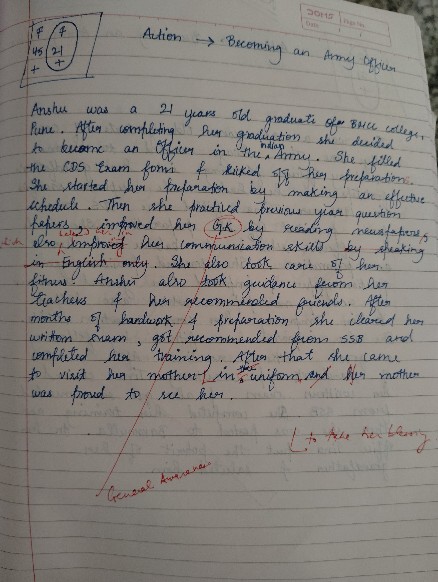 F F
45 21
+ +
Action → Becoming an Army Officer
Anshu was a 21 years old graduate of BMCC college,
Pune. After completing her graduation she decided
to become an Officer in the Indian Army. She filled
the CDS Exam form & kicked off her preparation.
She started her preparation by making an effective
schedule. Then she practiced previous year question
papers, improved her GK by reading newspapers,
also improved her communication skills by speaking
in English only. She also took care of her
fitness. Anshu also took guidance from her
teachers & her recommended friends. After
months of hardwork & preparation she cleared her
written exam, got recommended from SSB and
completed her training. After that she came
to visit her mother in the uniform and her mother
was proud to see her.
to take her blessing
General Awareness